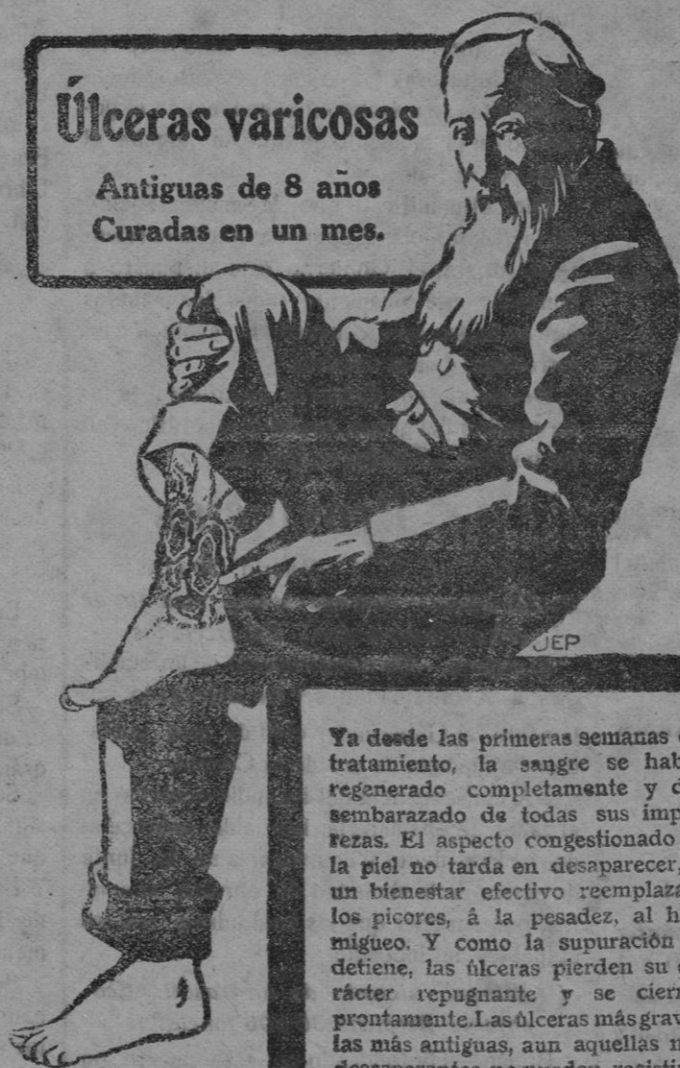 Úlceras varicosas
Antiguas de 8 años
Curadas en un mes.
JEP
Ya desde las primeras semanas
tratamiento, la sangre se hab
regenerado completamente y d
sembarazado de todas sus imp
rezas. El aspecto congestionado
la piel no tarda en desaparecer,
un bienestar efectivo reemplaza
los picores, â la pesadez, al h
migueo. Y como la supuración
detiene, las úlceras pierden su
rácter repugnante y se cierr
prontamente. Las úlceras más grav
las más antiguas, aun aquellas